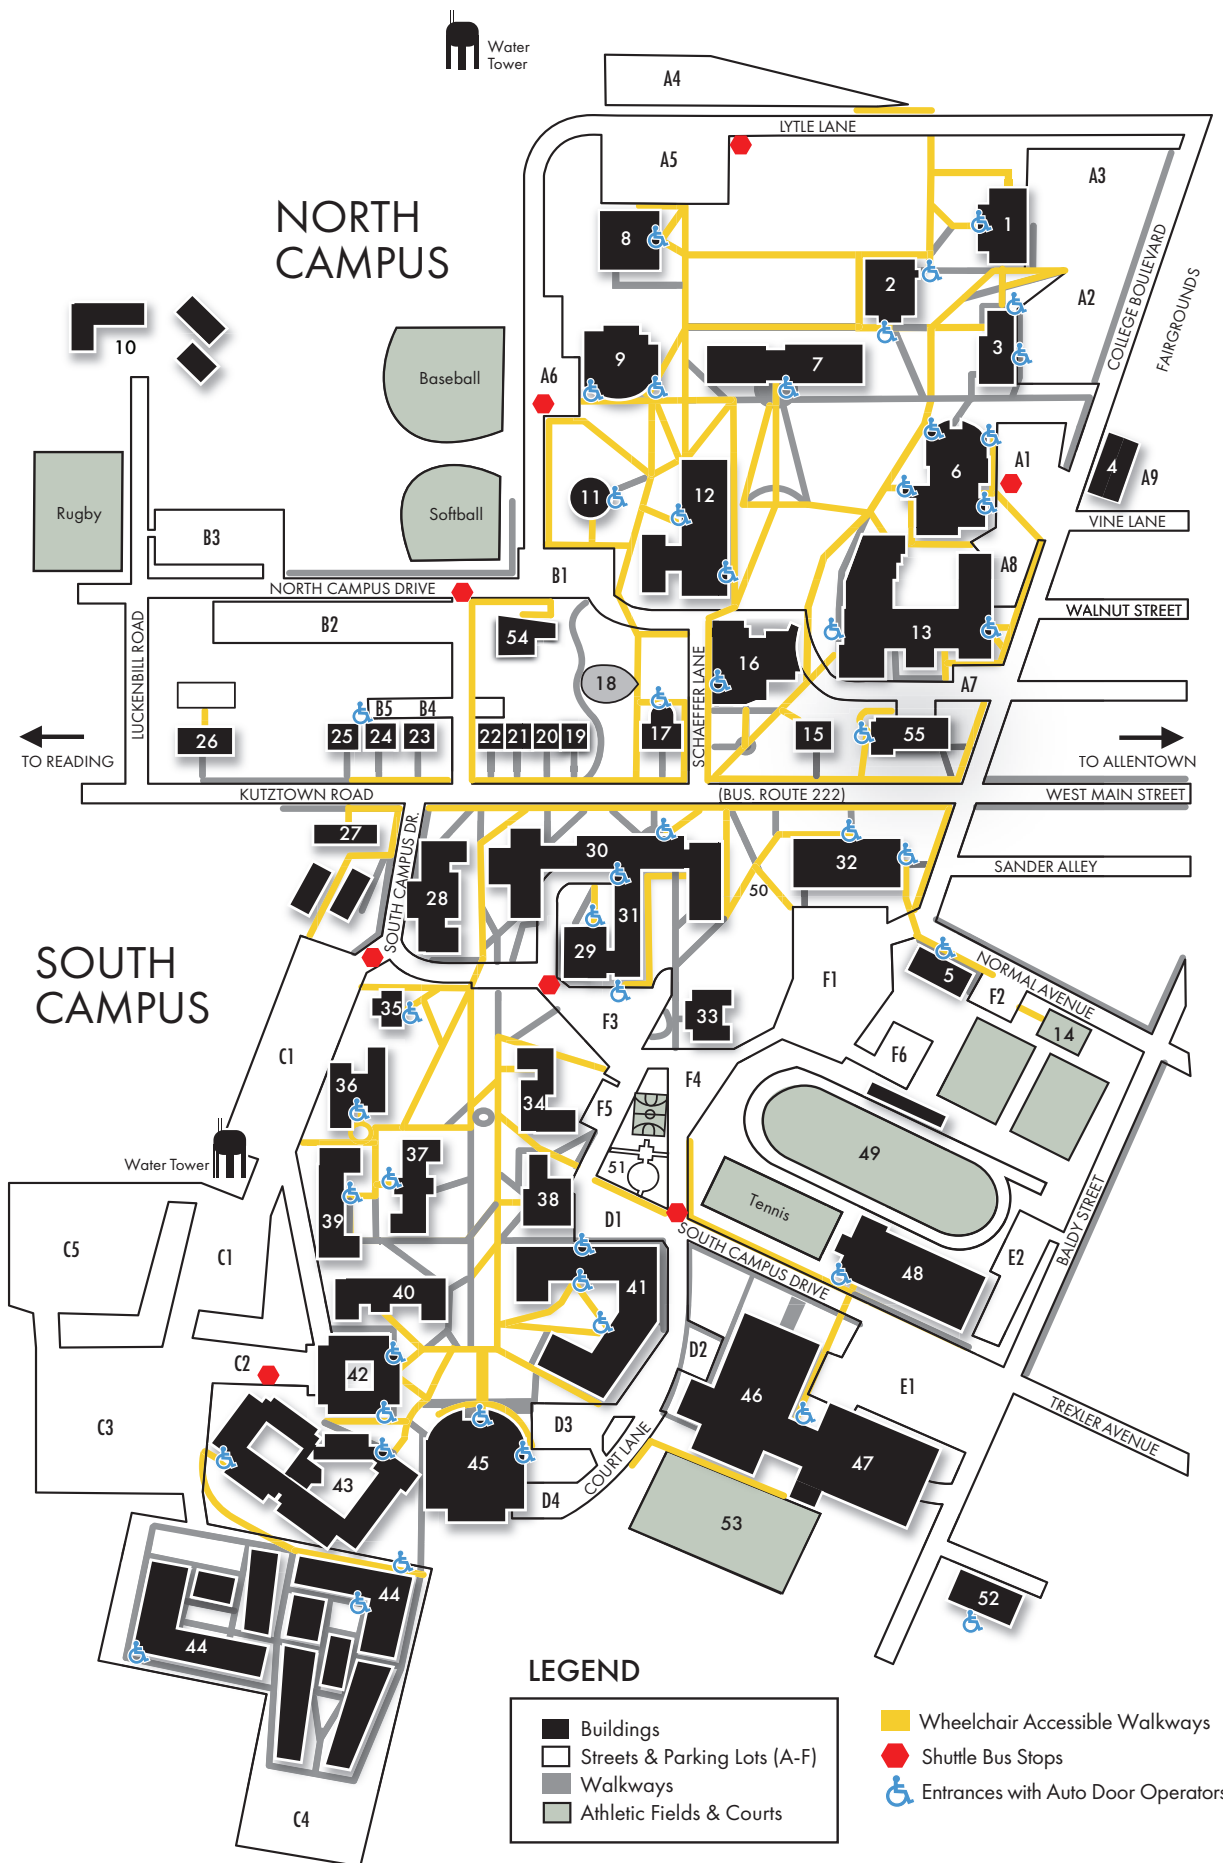 Water
Tower
A4
LYTLE LANE
A5
A3
NORTH
CAMPUS
1
8
2
A2
COLLEGE BOULEVARD
FAIRGROUNDS
10
3
9
7
Baseball
A6
6
A1
4
A9
11
12
Rugby
Softball
VINE LANE
B3
A8
B1
NORTH CAMPUS DRIVE
WALNUT STREET
B2
54
13
LUCKENBILL ROAD
16
18
SCHAEFFER LANE
A7
B5
B4
26
25
24
23
22
21
20
19
17
15
55
TO READING
TO ALLENTOWN
KUTZTOWN ROAD
(BUS. ROUTE 222)
WEST MAIN STREET
27
SOUTH CAMPUS DR.
30
32
SANDER ALLEY
28
50
31
29
SOUTH
CAMPUS
5
NORMAL AVENUE
F1
F2
35
F3
33
14
C1
F6
36
F4
34
F5
37
49
Water Tower
51
38
39
Tennis
D1
BALDY STREET
C5
C1
SOUTH CAMPUS DRIVE
E2
48
40
41
D2
C2
42
46
E1
TREXLER AVENUE
C3
D3
COURT LANE
45
47
43
D4
53
44
52
44
LEGEND
Buildings
Streets & Parking Lots (A-F)
Walkways
Athletic Fields & Courts
Wheelchair Accessible Walkways
Shuttle Bus Stops
Entrances with Auto Door Operators
C4